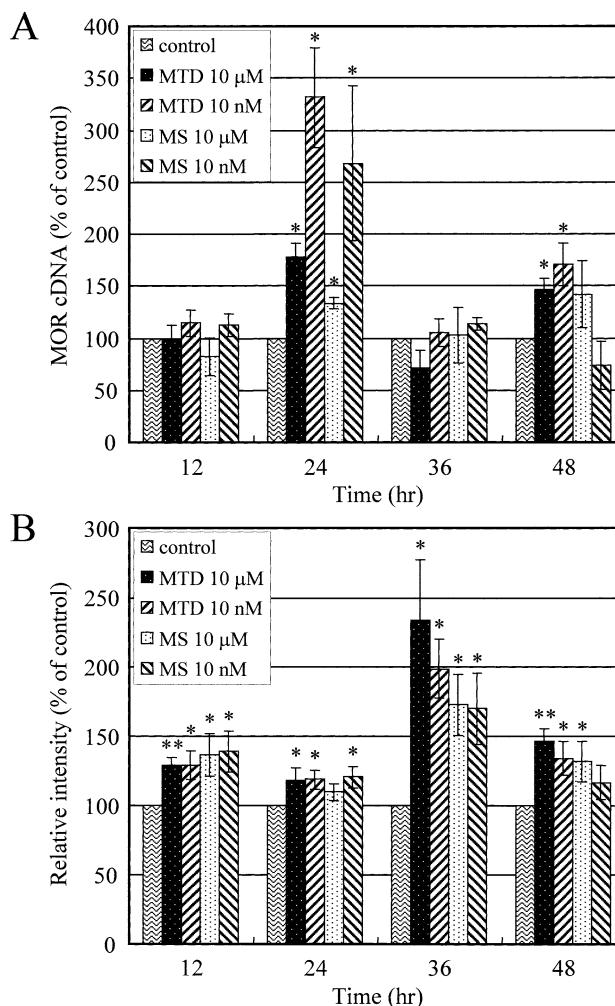 A
MOR cDNA (% of control)
400
350
300
250
200
150
100
50
0
control
MTD 10 μM
MTD 10 nM
MS 10 μM
MS 10 nM
*
*
*
*
*
*
12 24 36 48
Time (hr)
B
Relative intensity (% of control)
300
250
200
150
100
50
0
control
MTD 10 μM
MTD 10 nM
MS 10 μM
MS 10 nM
** * * *
* * *
* * * *
** * *
12 24 36 48
Time (hr)